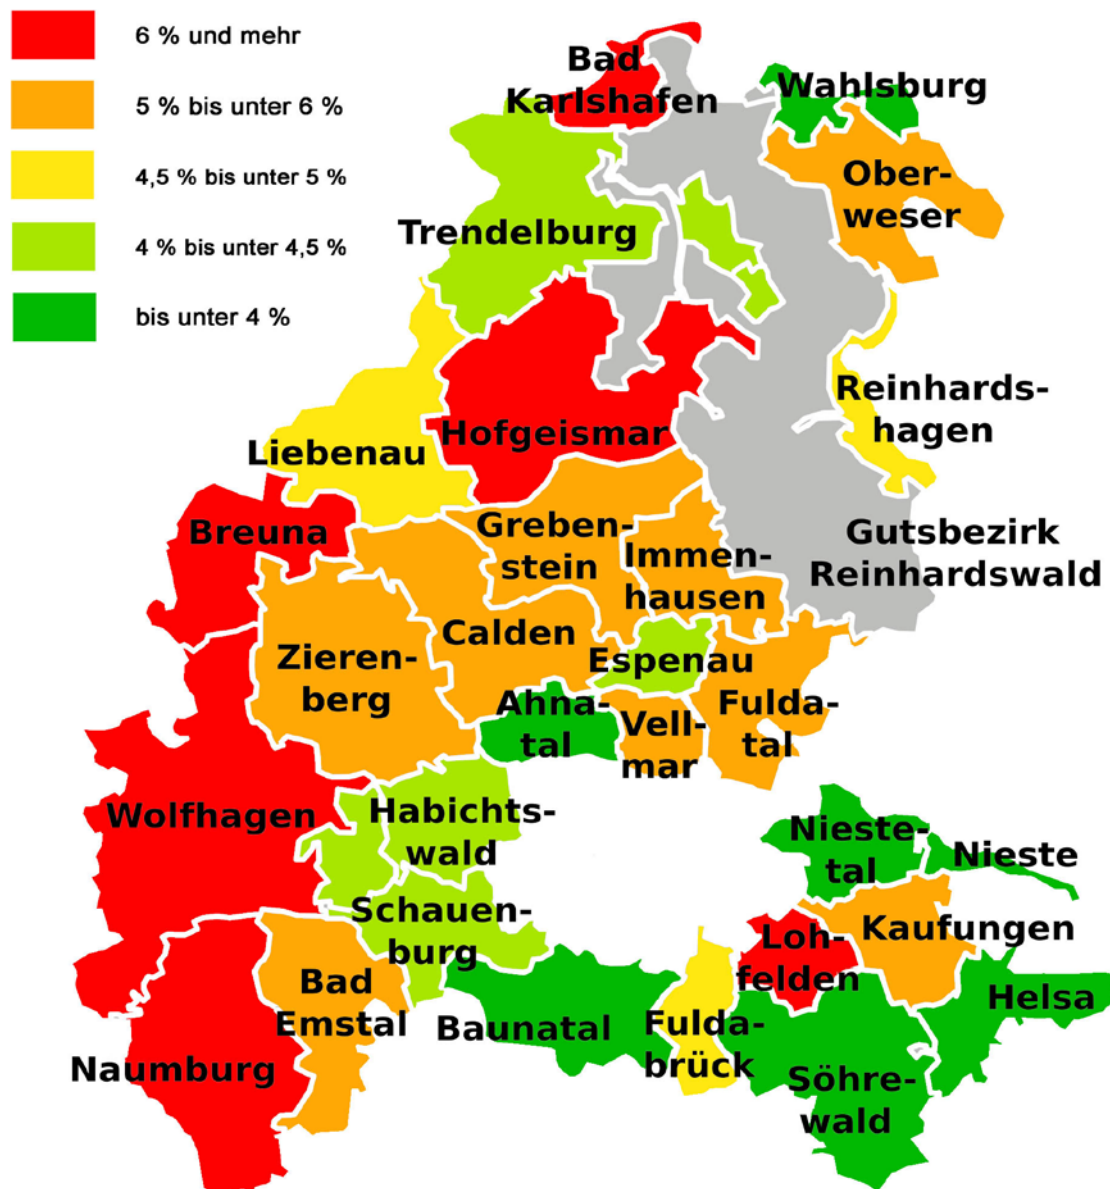 6 % und mehr
5 % bis unter 6 %
4,5 % bis unter 5 %
4 % bis unter 4,5 %
bis unter 4 %
Bad
Karlshafen
Wahlsburg
Ober-
weser
Trendelburg
Reinhards-
hagen
Hofgeismar
Liebenau
Breuna
Greben-
stein
Immen-
hausen
Gutsbezirk
Reinhardswald
Calden
Zieren-
berg
Espenau
Ahna-
tal
Vell-
mar
Fulda-
tal
Wolfhagen
Habichts-
wald
Nieste-
tal
Nieste
Schauen-
burg
Kaufungen
Loh-
felden
Bad
Emstal
Helsa
Baunatal
Fulda-
brück
Naumburg
Söhre-
wald